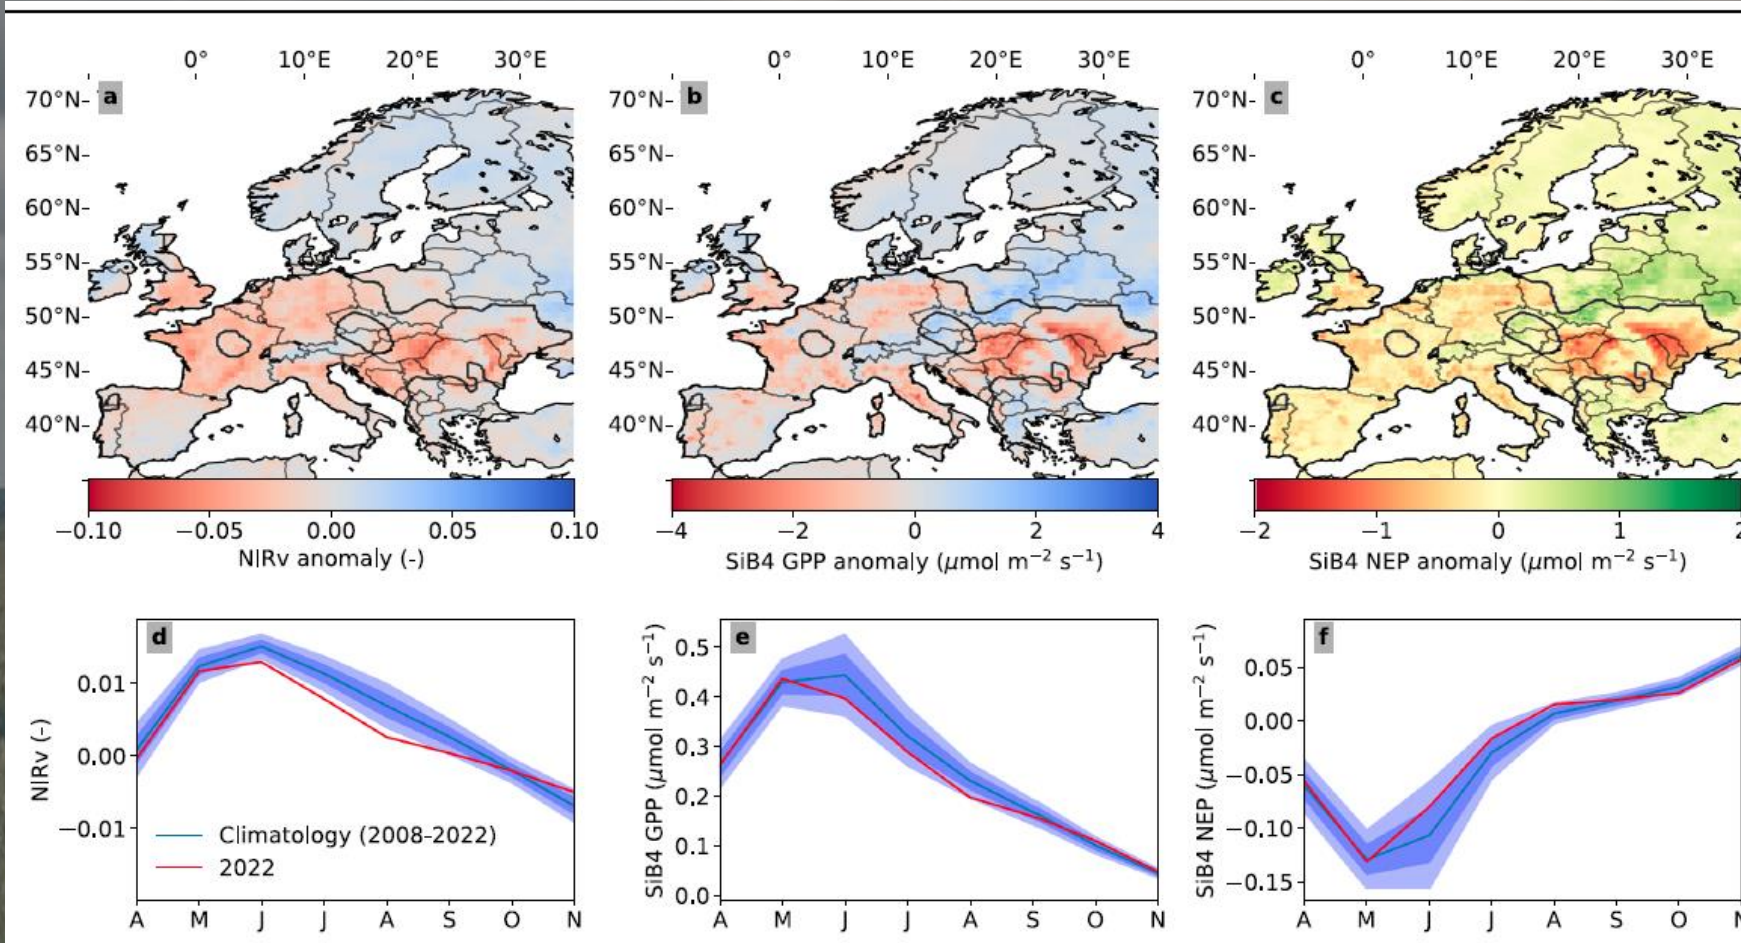 0° 10°E 20°E 30°E
0° 10°E 20°E 30°E
0° 10°E 20°E 30°E
a
70°N
65°N
60°N
55°N
50°N
45°N
40°N
−0.10 −0.05 0.00 0.05 0.10
NIRv anomaly (-)
b
70°N
65°N
60°N
55°N
50°N
45°N
40°N
−4 −2 0 2 4
SiB4 GPP anomaly (μmol m⁻² s⁻¹)
c
70°N
65°N
60°N
55°N
50°N
45°N
40°N
−2 −1 0 1 2
SiB4 NEP anomaly (μmol m⁻² s⁻¹)
d
NIRv (-)
0.01
0.00
−0.01
Climatology (2008-2022)
2022
A M J J A S O N
e
SiB4 GPP (μmol m⁻² s⁻¹)
0.5
0.4
0.3
0.2
0.1
0.0
A M J J A S O N
f
SiB4 NEP (μmol m⁻² s⁻¹)
0.05
0.00
−0.05
−0.10
−0.15
A M J J A S O N